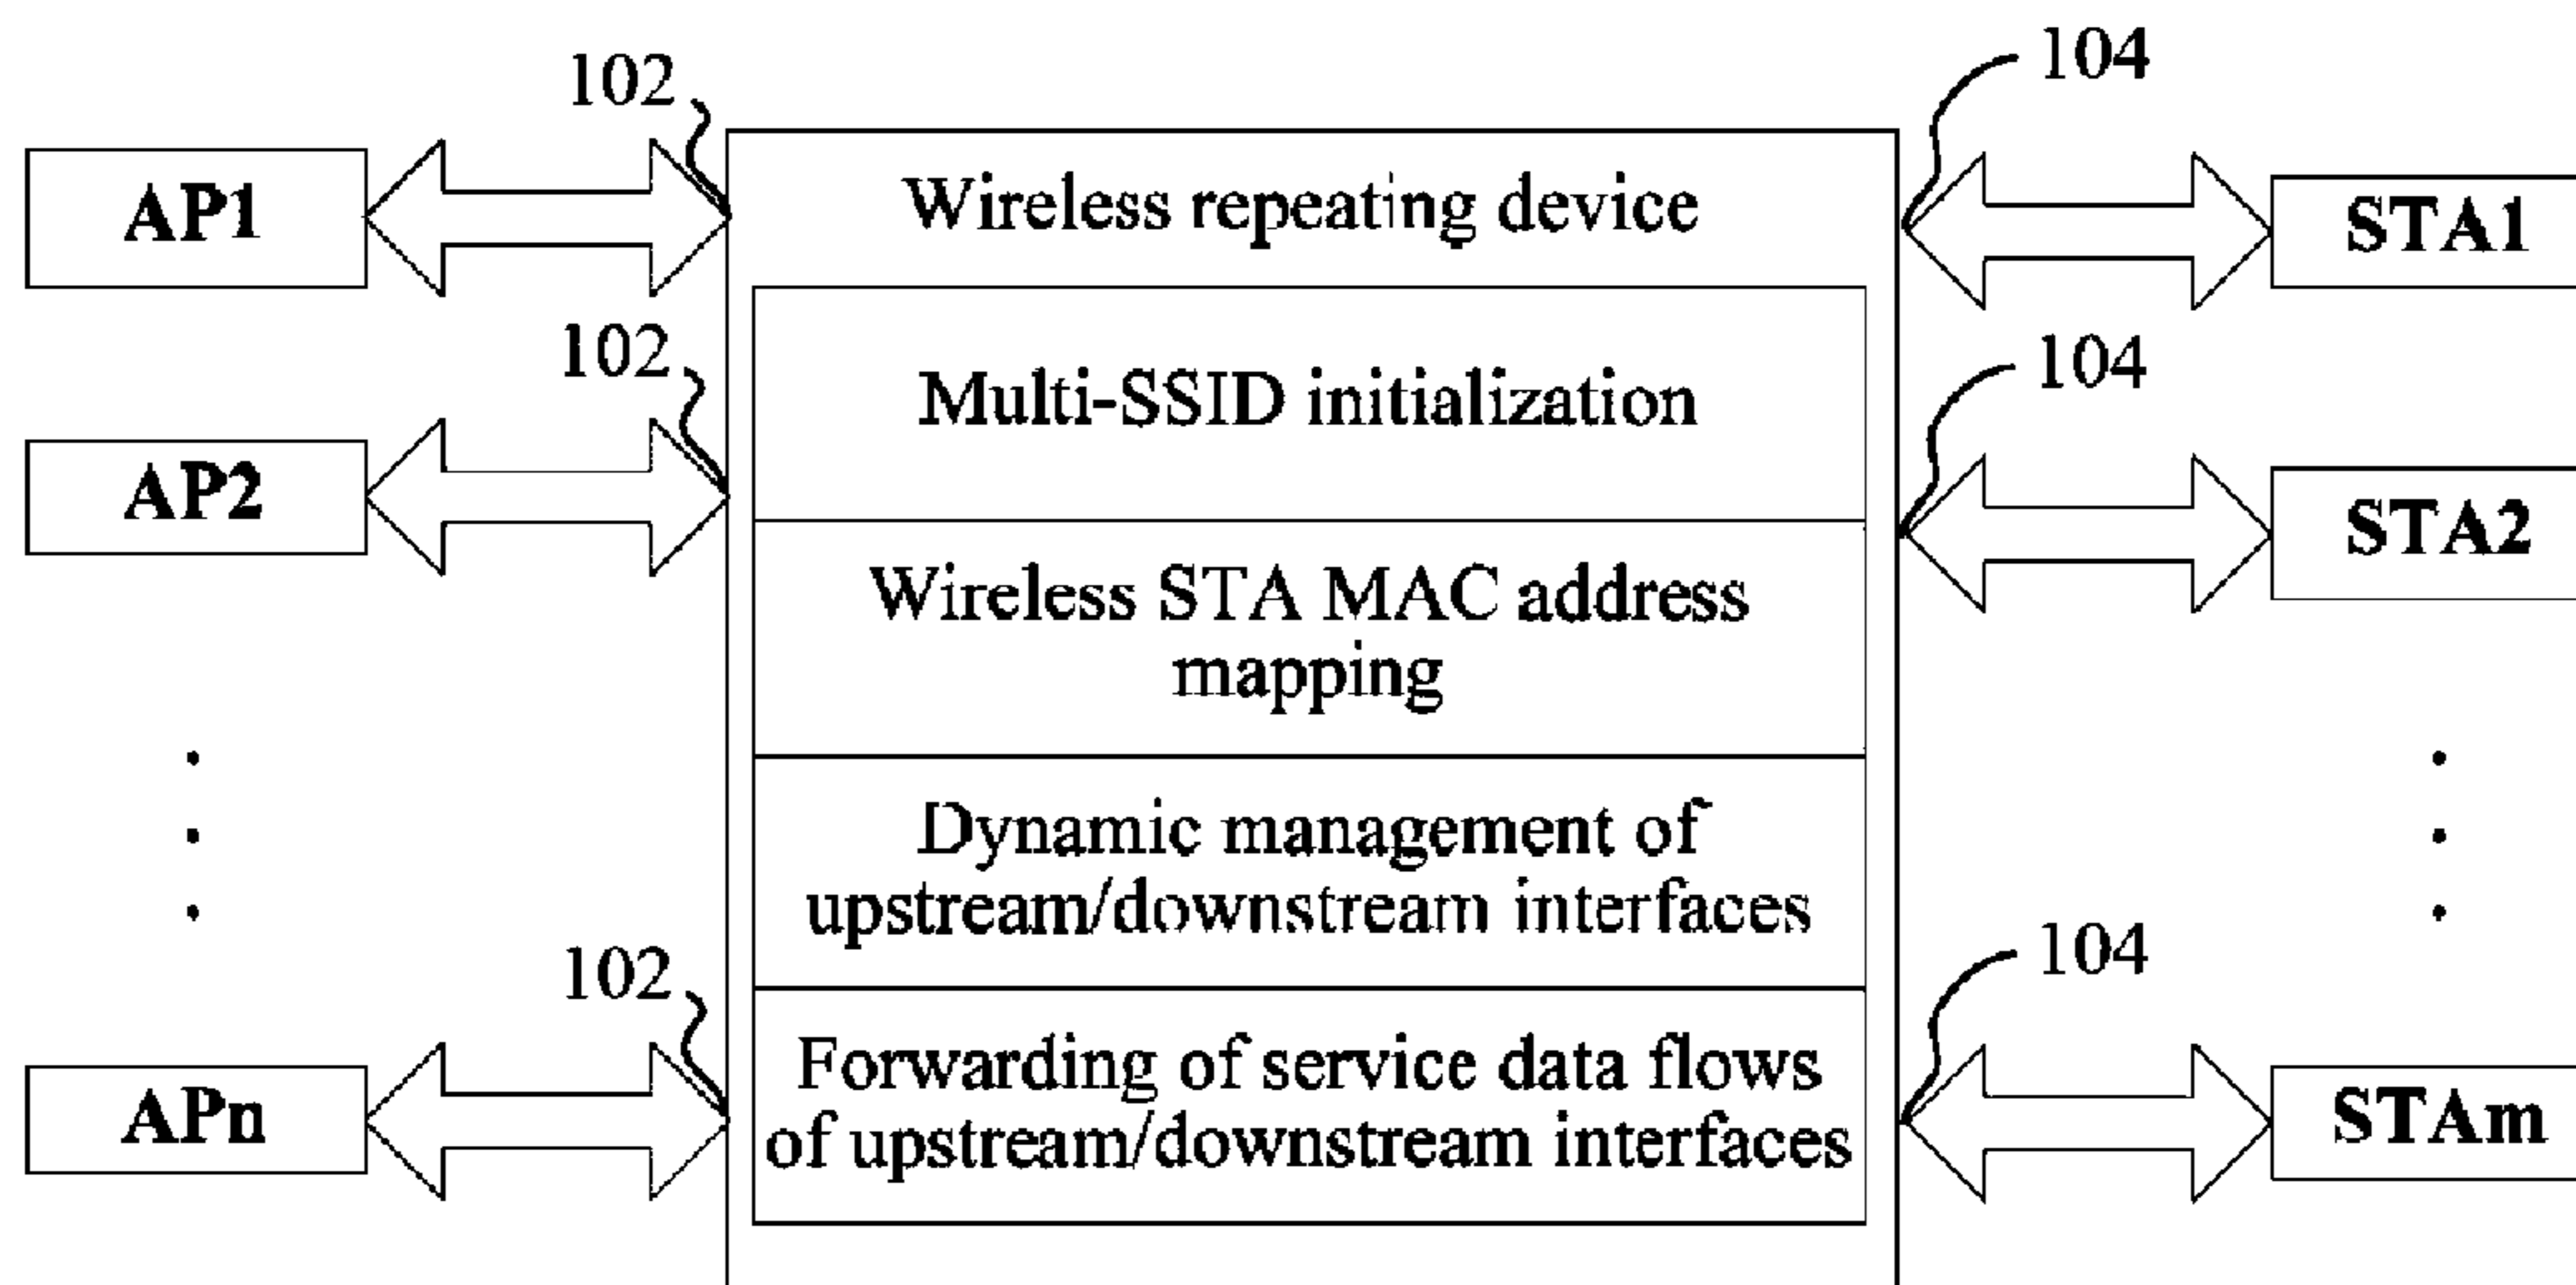 102
104
AP1
Wireless repeating device
STA1
102
104
Multi-SSID initialization
AP2
STA2
Wireless STA MAC address
mapping
Dynamic management of
upstream/downstream interfaces
102
104
Forwarding of service data flows
of upstream/downstream interfaces
APn
STAm